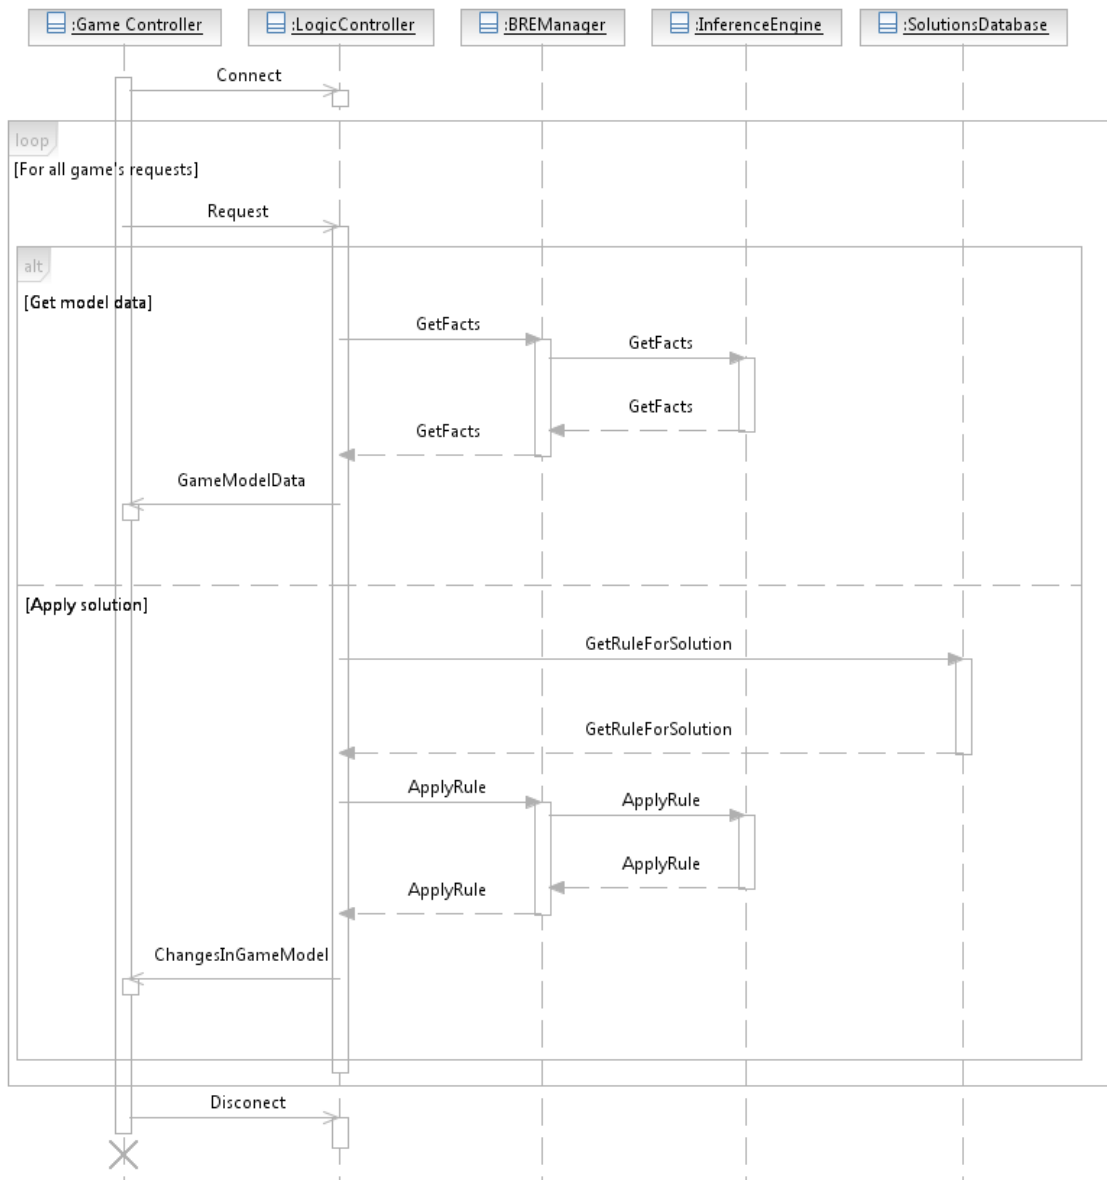 :Game Controller
:LogicController
:BREManager
:InferenceEngine
:SolutionsDatabase
Connect
loop
[For all game's requests]
Request
alt
[Get model data]
GetFacts
GetFacts
GetFacts
GetFacts
GameModelData
[Apply solution]
GetRuleForSolution
GetRuleForSolution
ApplyRule
ApplyRule
ApplyRule
ApplyRule
ChangesInGameModel
Disconect